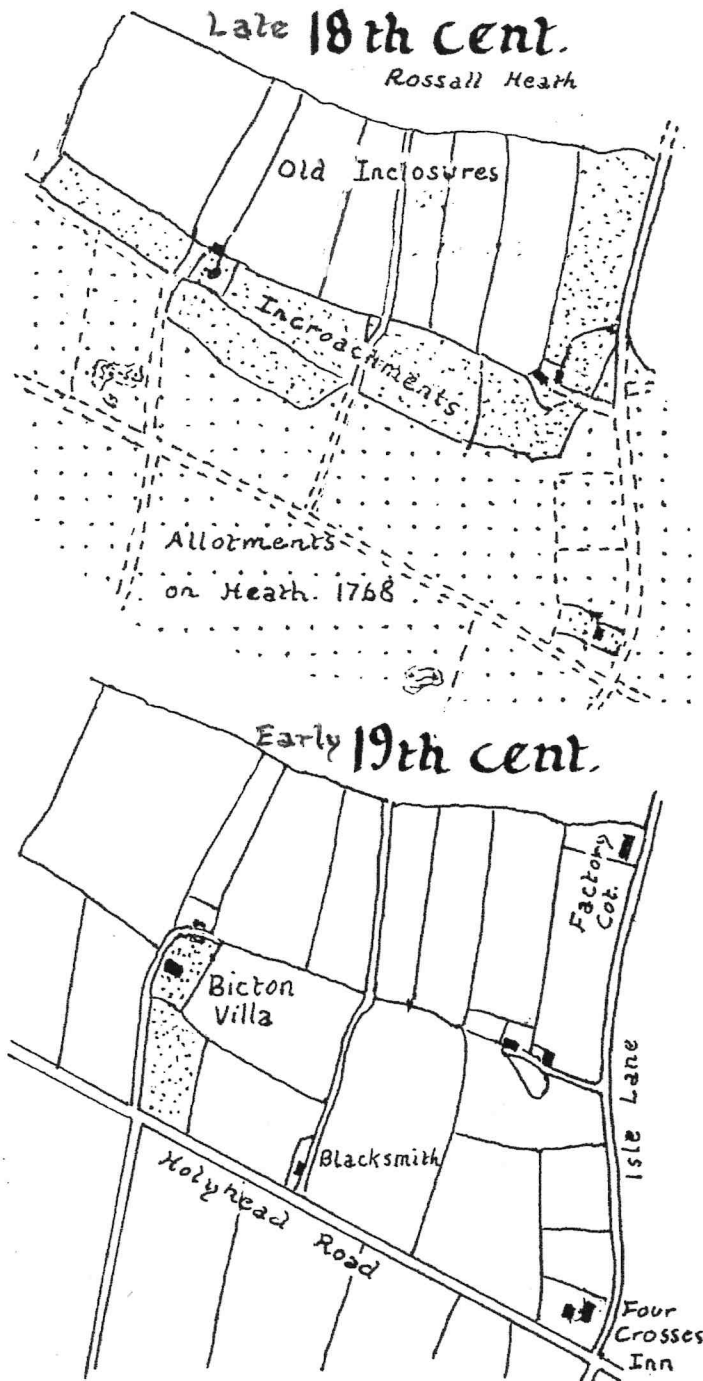 Late 18th cent.
Rossall Heath
Old Inclosures
Incroachments
Allotments
on Heath. 1768
Early 19th cent.
Factory
Cot.
Bicton
Villa
Isle Lane
Blacksmith
Holyhead Road
Four
Crosses
Inn